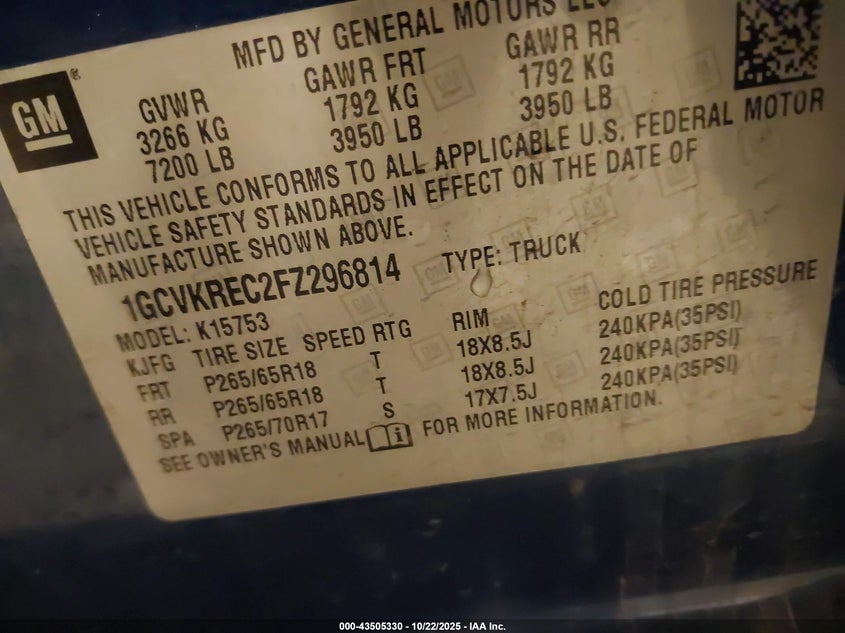 MFD BY GENERAL MOTORS LLC
GM ®
GVWR GAWR FRT GAWR RR
3266 KG 1792 KG 1792 KG
7200 LB 3950 LB 3950 LB
THIS VEHICLE CONFORMS TO ALL APPLICABLE U.S. FEDERAL MOTOR
VEHICLE SAFETY STANDARDS IN EFFECT ON THE DATE OF
MANUFACTURE SHOWN ABOVE.
1GCVKREC2FZ296814 TYPE: TRUCK
MODEL: K15753
KJFG TIRE SIZE SPEED RTG RIM COLD TIRE PRESSURE
FRT P265/65R18 T 18X8.5J 240KPA(35PSI)
RR P265/65R18 T 18X8.5J 240KPA(35PSI)
SPA P265/70R17 S 17X7.5J 240KPA(35PSI)
SEE OWNER'S MANUAL FOR MORE INFORMATION.
000-43505330 - 10/22/2025 - IAA Inc.